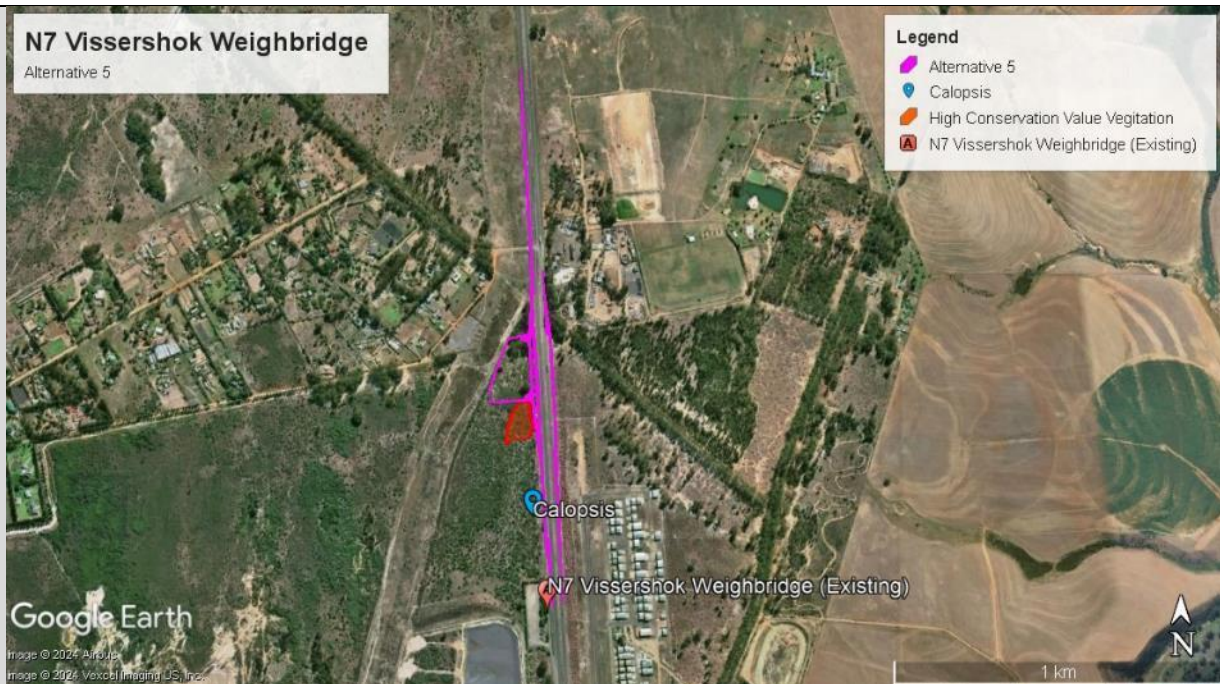 N7 Vissershok Weighbridge
Alternative 5
Legend
Alternative 5
Calopsis
High Conservation Value Vegitation
A N7 Vissershok Weighbridge (Existing)
Calopsis
N7 Vissershok Weighbridge (Existing)
Google Earth
Image © 2024 Airbus
Image © 2024 Vexcel Imaging US, Inc.
N
1 km